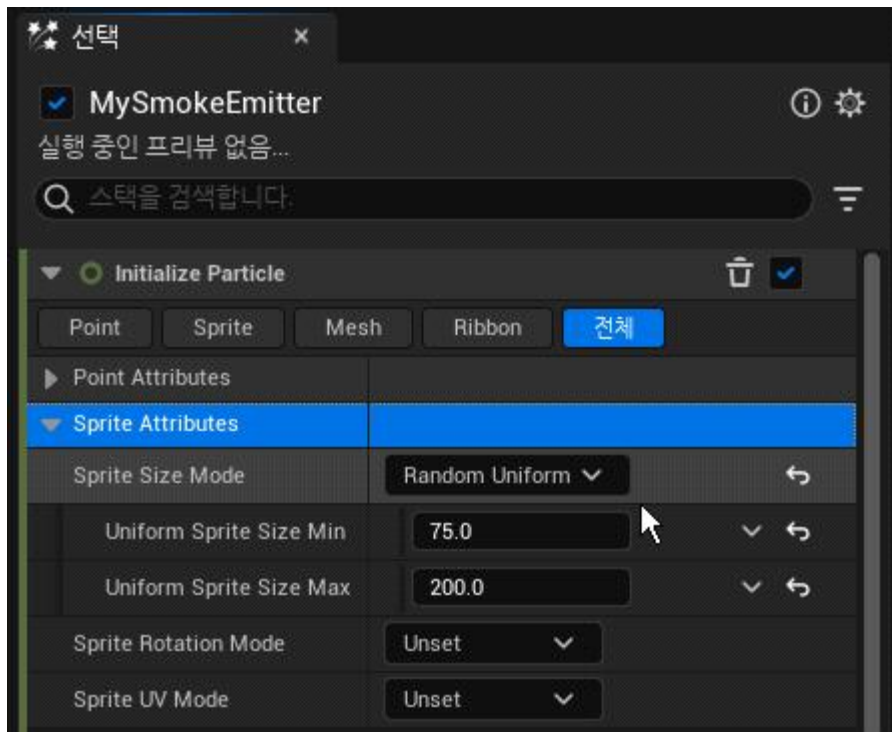 선택
MySmokeEmitter
실행 중인 프리뷰 없음...
스택을 검색합니다.
Initialize Particle
Point Sprite Mesh Ribbon 전체
Point Attributes
Sprite Attributes
Sprite Size Mode Random Uniform
Uniform Sprite Size Min 75.0
Uniform Sprite Size Max 200.0
Sprite Rotation Mode Unset
Sprite UV Mode Unset